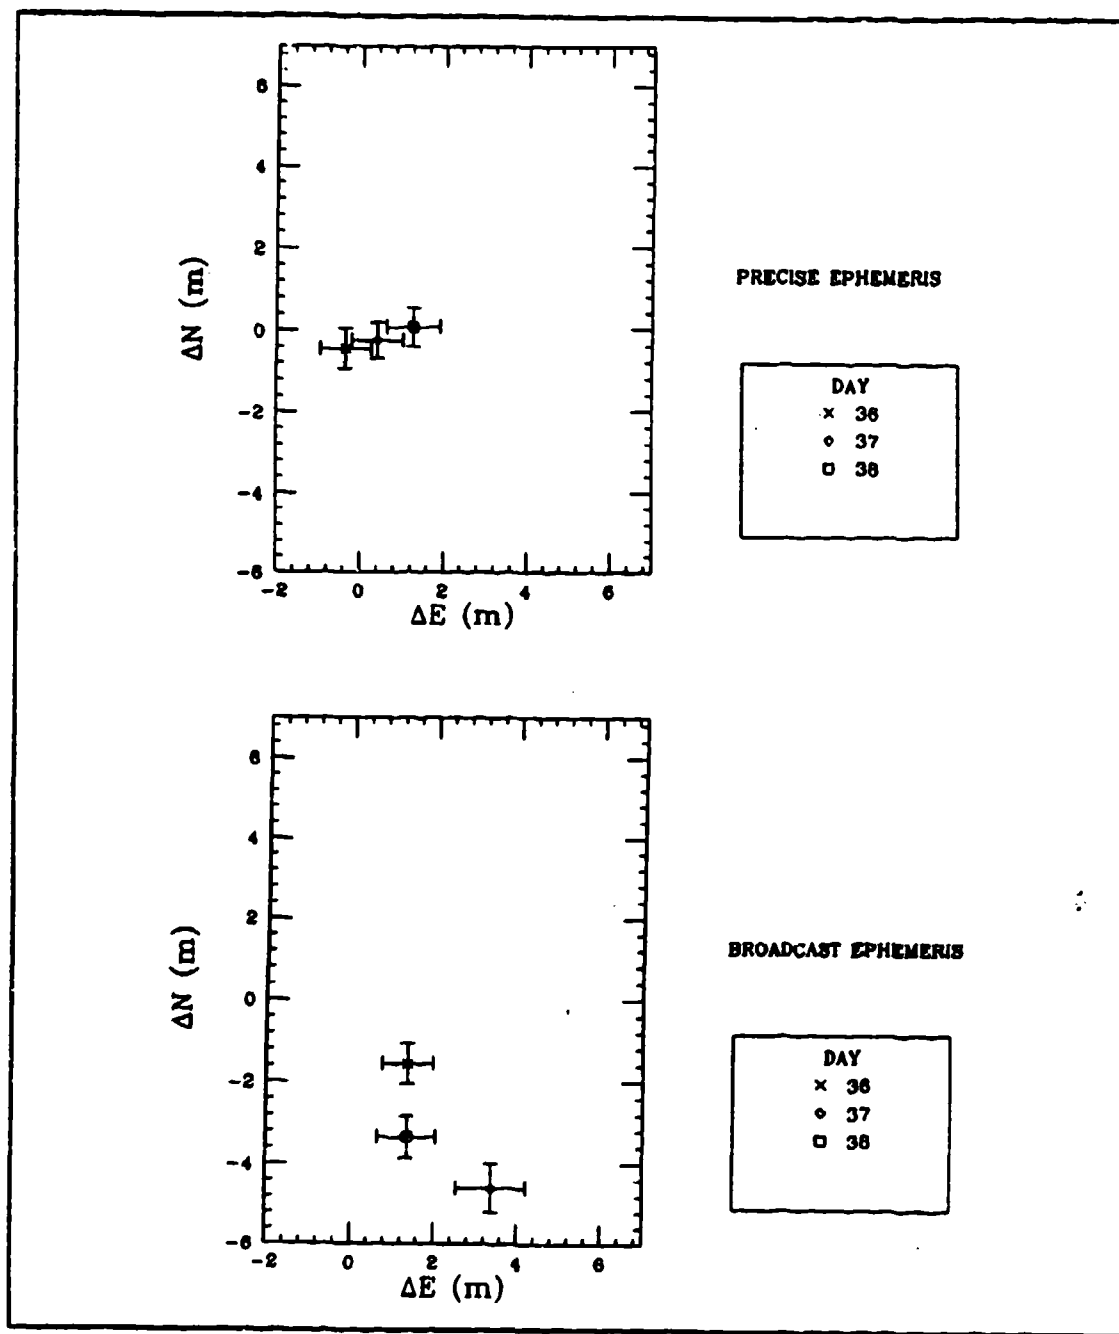 6
4
2
0
-2
-4
-6
ΔN (m)
-2 0 2 4 6
ΔE (m)
PRECISE EPHEMERIS
DAY
× 36
⋄ 37
□ 38
6
4
2
0
-2
-4
-6
ΔN (m)
-2 0 2 4 6
ΔE (m)
BROADCAST EPHEMERIS
DAY
× 36
⋄ 37
□ 38